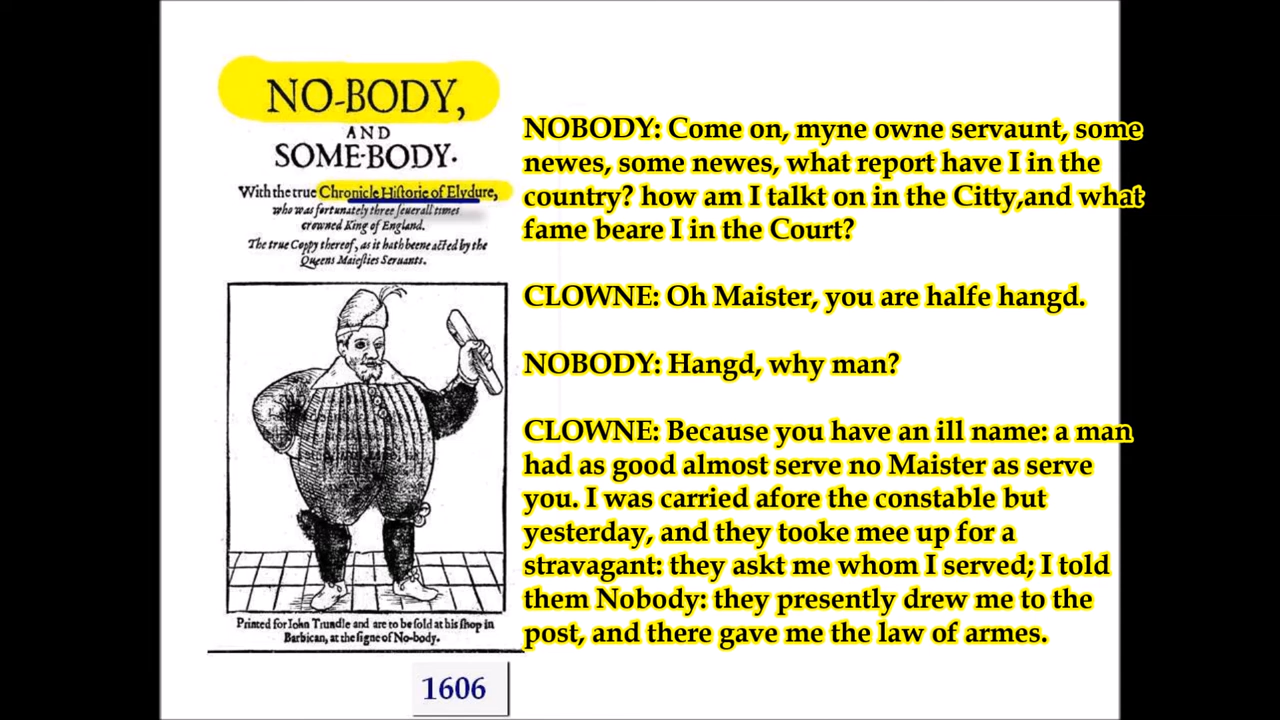 NO-BODY,
AND
SOME-BODY.
With the true Chronicle Hiſtorie of Elydure,
who was fortunately three ſeuerall times
crowned King of England.
The true Coppy thereof, as it hath beene acted by the
Queens Maieſties Seruants.
Printed for Iohn Trundle and are to be ſold at his ſhop in
Barbican, at the ſigne of No-body.
1606
NOBODY: Come on, myne owne servaunt, some
newes, some newes, what report have I in the
country? how am I talkt on in the Citty,and what
fame beare I in the Court?
CLOWNE: Oh Maister, you are halfe hangd.
NOBODY: Hangd, why man?
CLOWNE: Because you have an ill name: a man
had as good almost serve no Maister as serve
you. I was carried afore the constable but
yesterday, and they tooke mee up for a
stravagant: they askt me whom I served; I told
them Nobody: they presently drew me to the
post, and there gave me the law of armes.